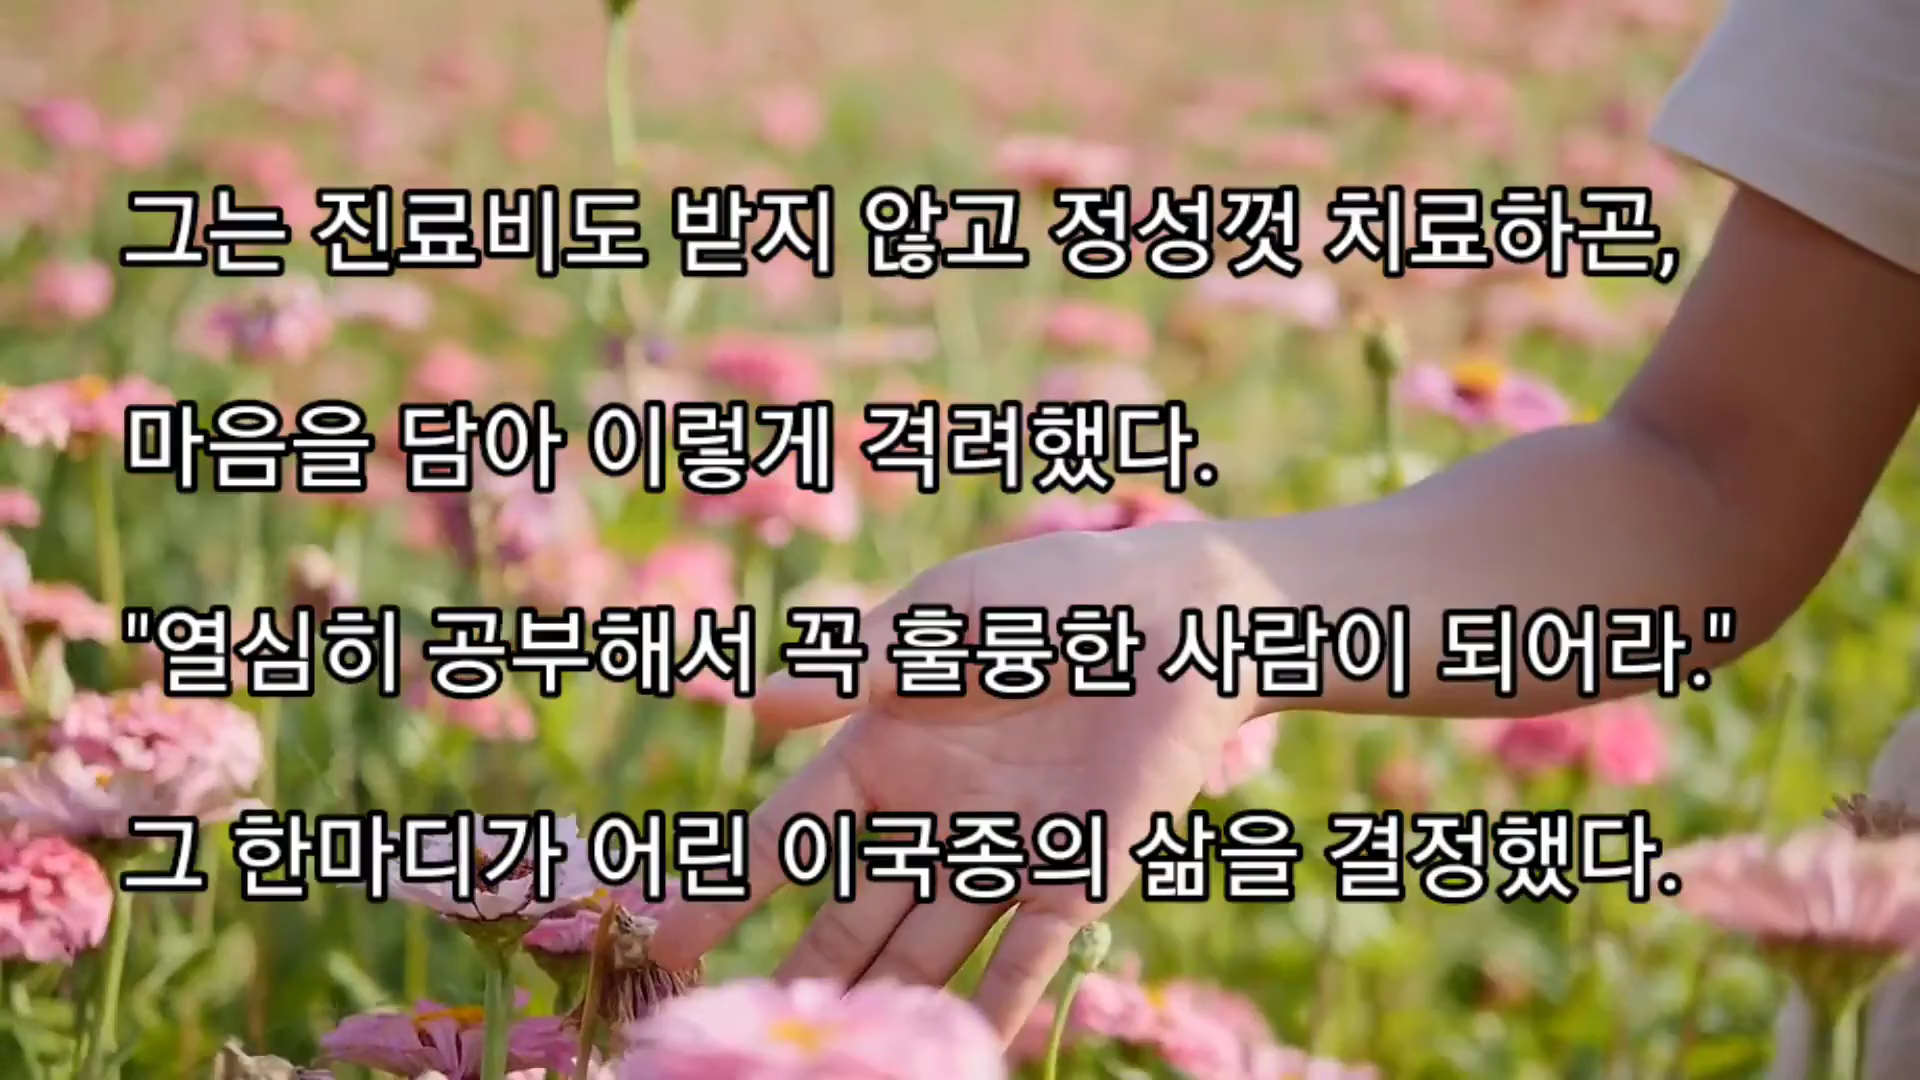 그는 진료비도 받지 않고 정성껏 치료하곤,
마음을 담아 이렇게 격려했다.
"열심히 공부해서 꼭 훌륭한 사람이 되어라."
그 한마디가 어린 이국종의 삶을 결정했다.